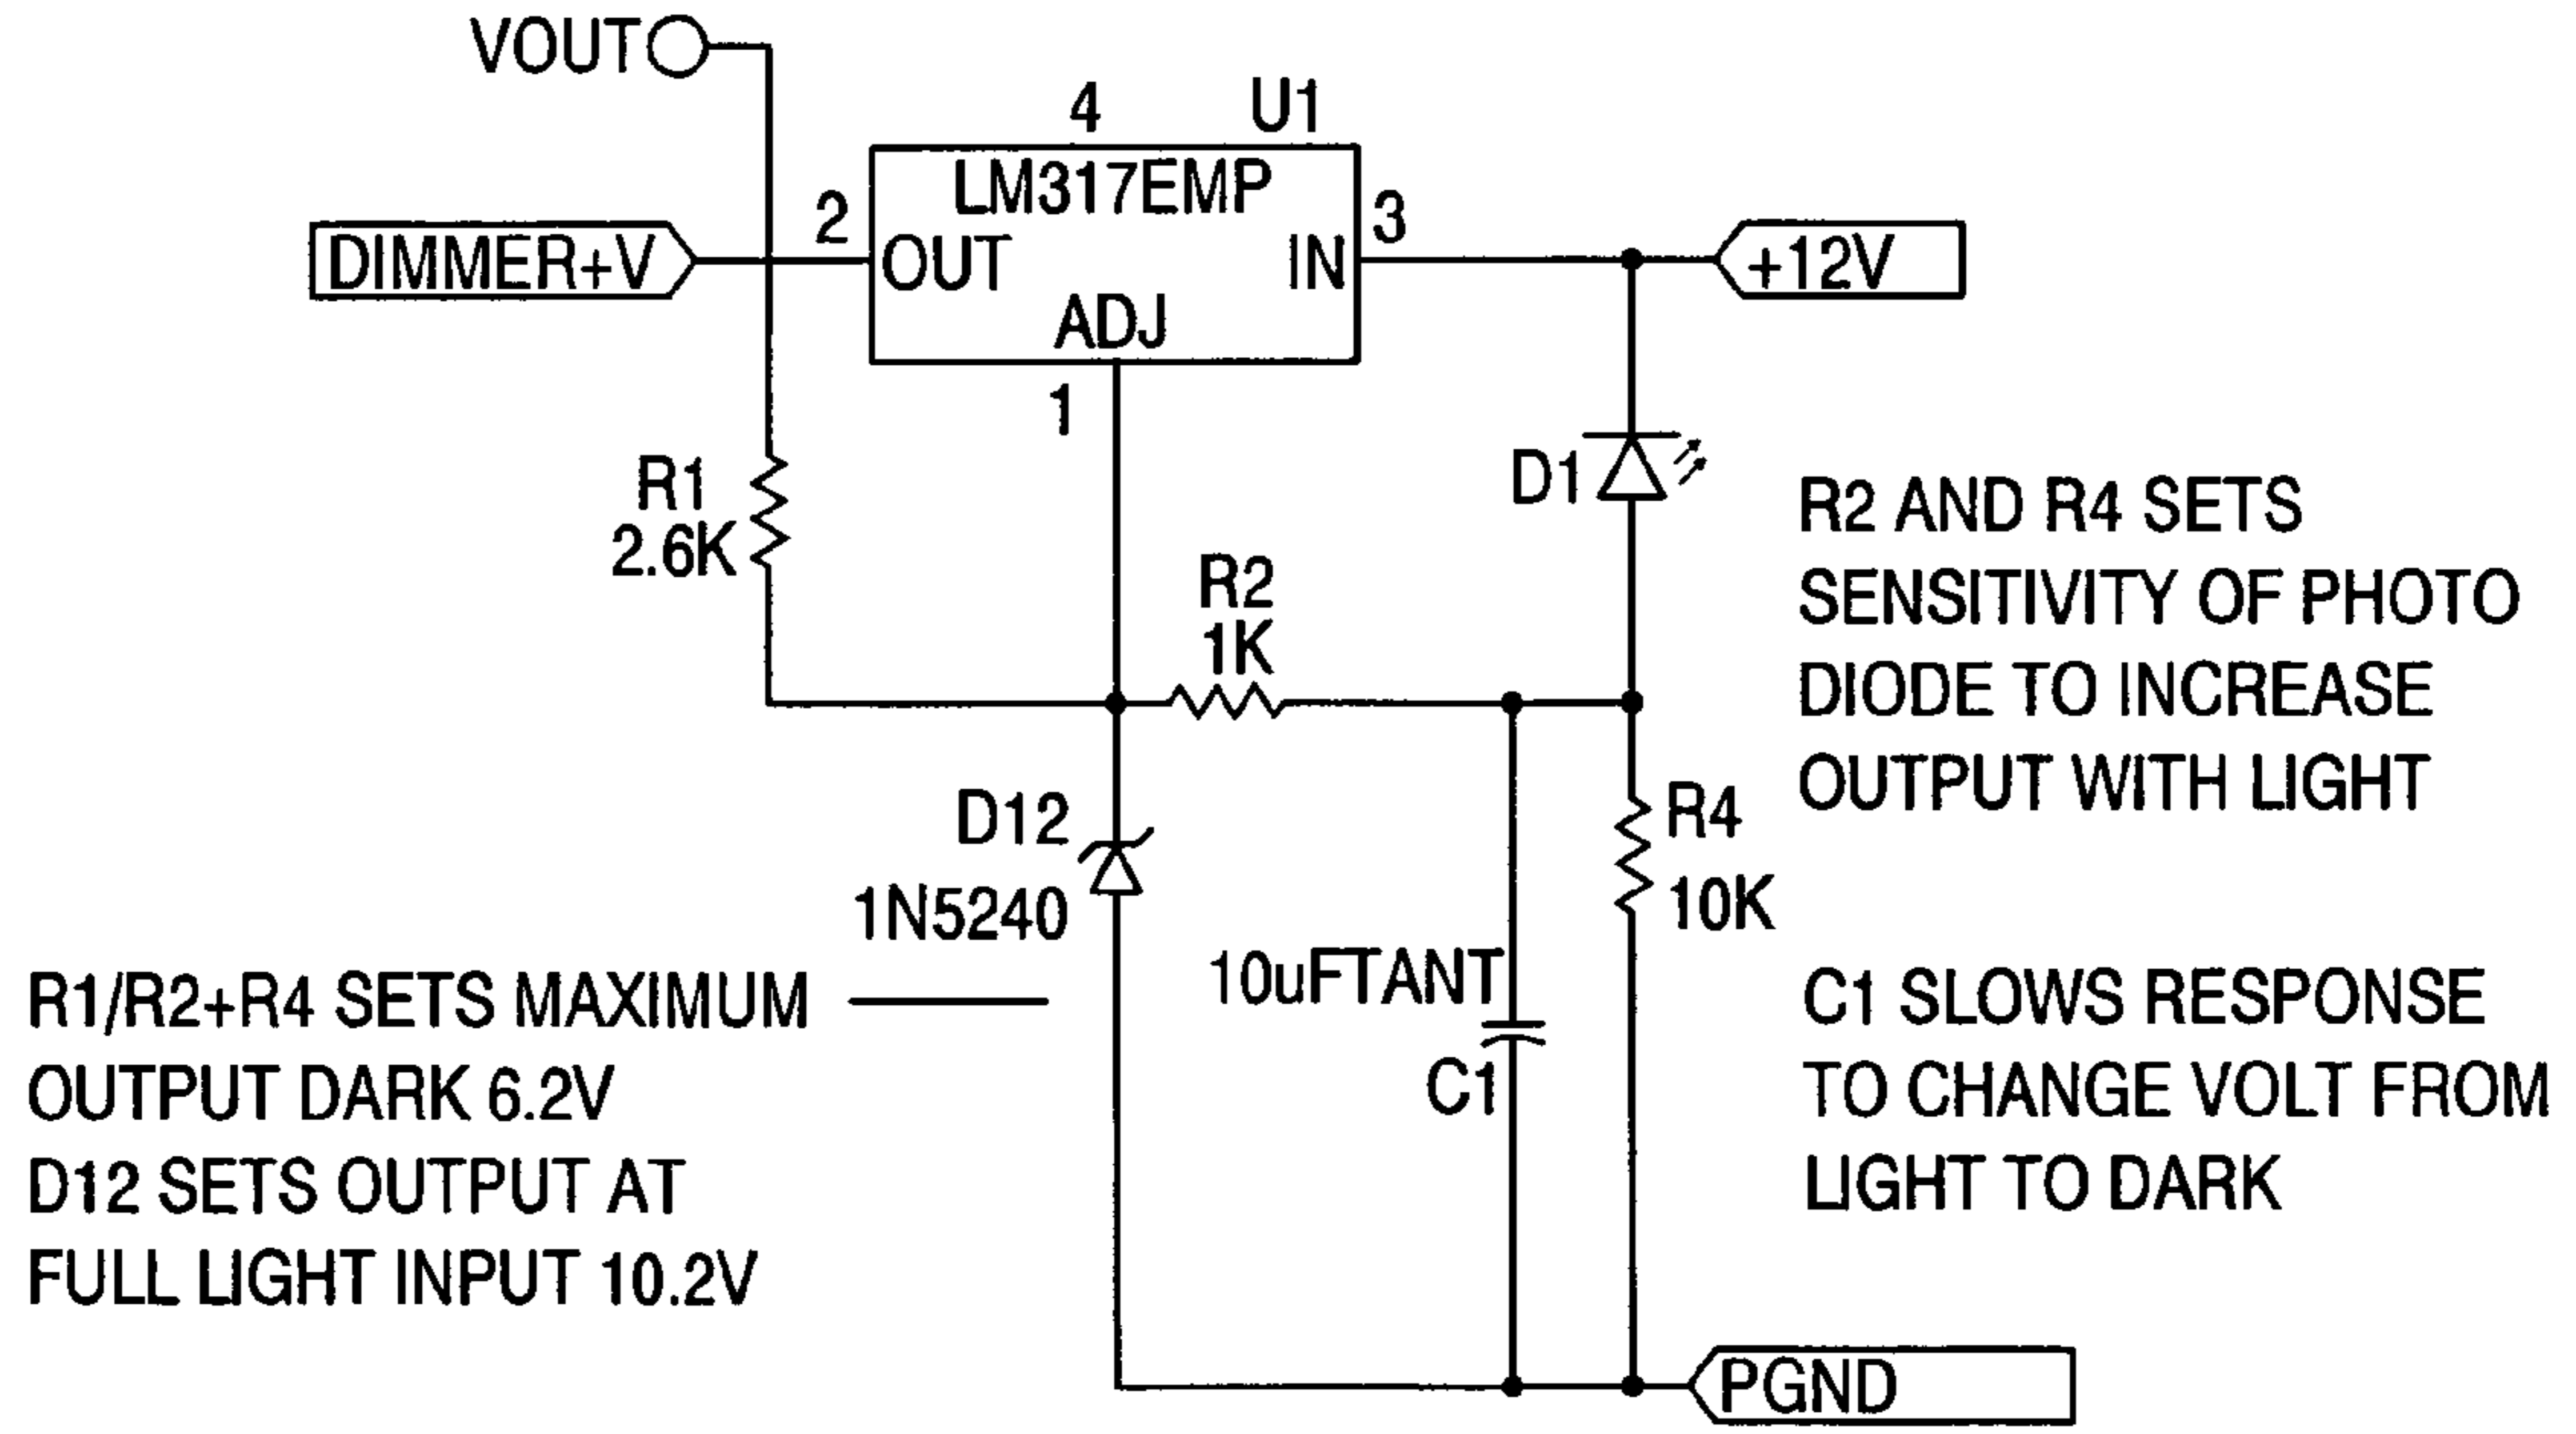 VOUT
4
U1
LM317EMP
2
3
DIMMER+V
OUT
IN
+12V
ADJ
1
R1
2.6K
D1
R2
1K
R2 AND R4 SETS
SENSITIVITY OF PHOTO
DIODE TO INCREASE
OUTPUT WITH LIGHT
D12
1N5240
R4
10K
10uFTANT
C1
R1/R2+R4 SETS MAXIMUM
OUTPUT DARK 6.2V
D12 SETS OUTPUT AT
FULL LIGHT INPUT 10.2V
C1 SLOWS RESPONSE
TO CHANGE VOLT FROM
LIGHT TO DARK
PGND